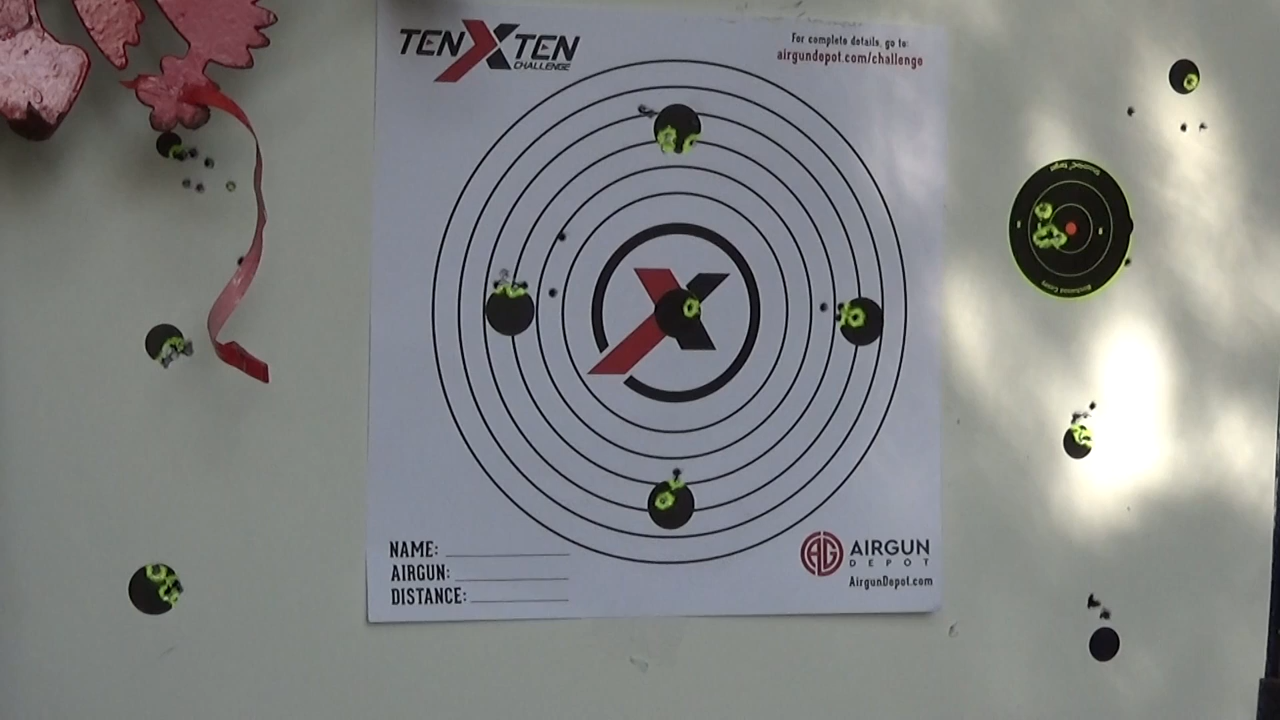 TEN X TEN
CHALLENGE
For complete details, go to:
airgundepot.com/challenge
NAME:
AIRGUN:
DISTANCE:
AG AIRGUN
DEPOT
AirgunDepot.com